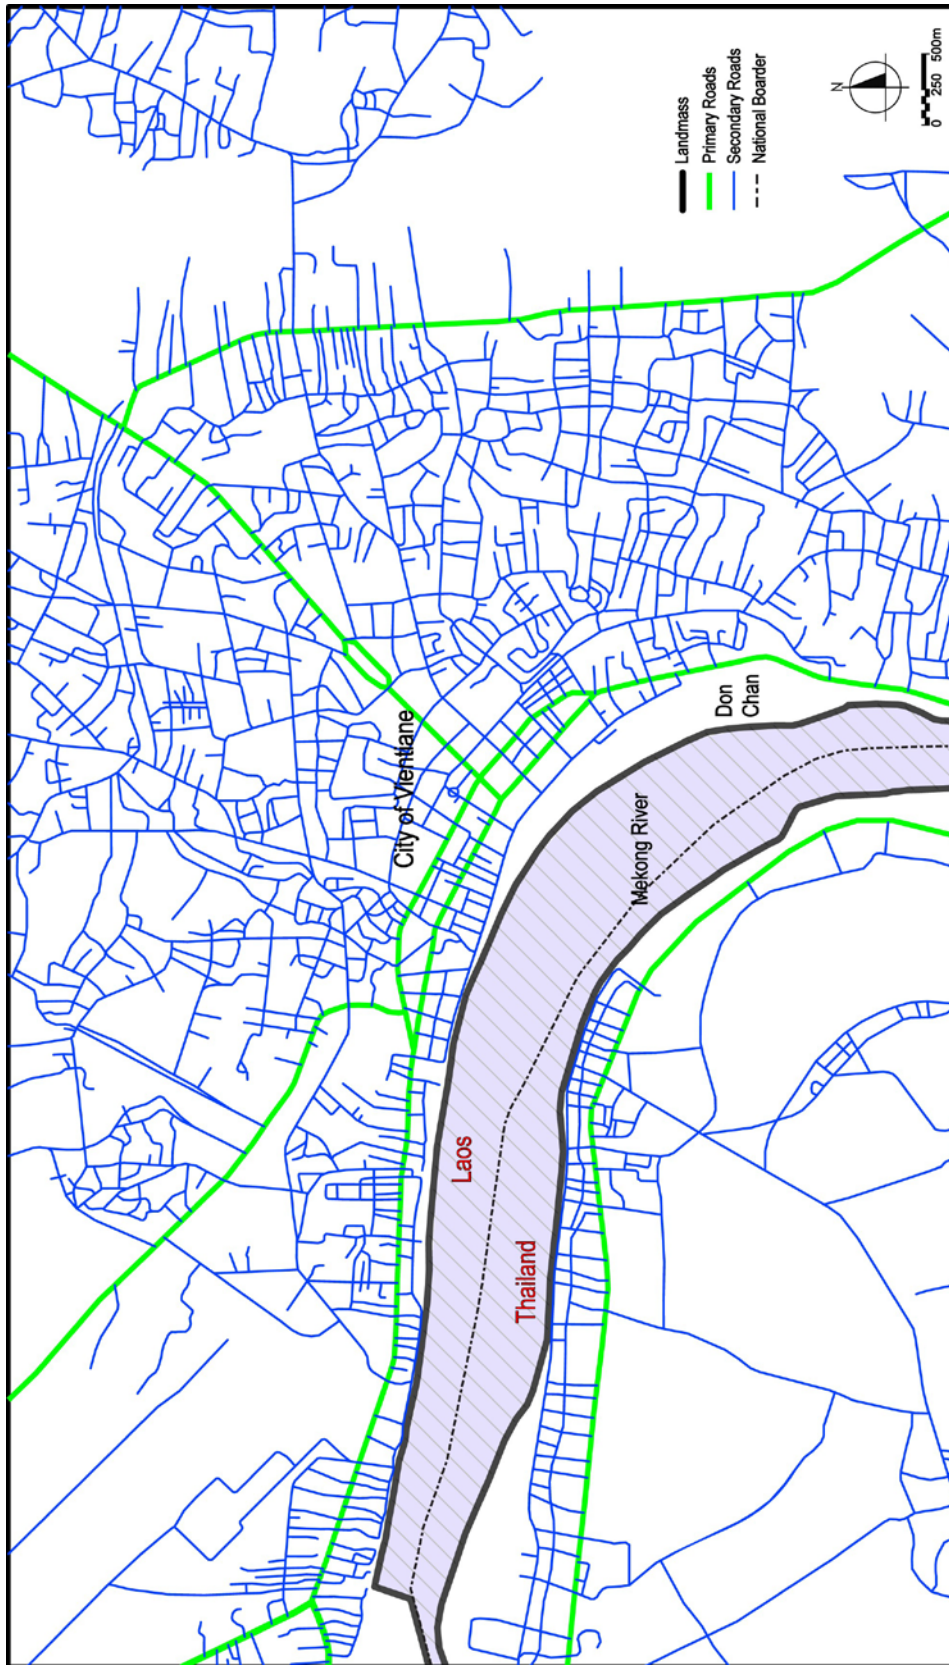 City of Vientiane
Laos
Thailand
Mekong River
Don
Chan
Landmass
Primary Roads
Secondary Roads
National Boarder
N
0 250 500m